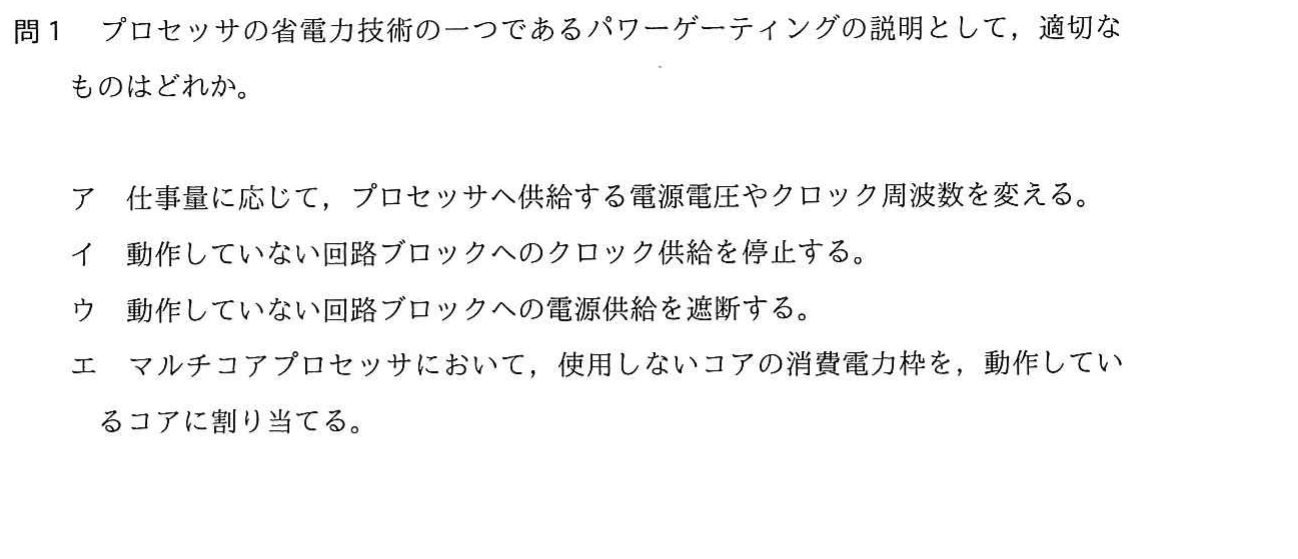 問1　プロセッサの省電力技術の一つであるパワーゲーティングの説明として，適切な
ものはどれか。
ア　仕事量に応じて，プロセッサへ供給する電源電圧やクロック周波数を変える。
イ　動作していない回路ブロックへのクロック供給を停止する。
ウ　動作していない回路ブロックへの電源供給を遮断する。
エ　マルチコアプロセッサにおいて，使用しないコアの消費電力枠を，動作してい
るコアに割り当てる。